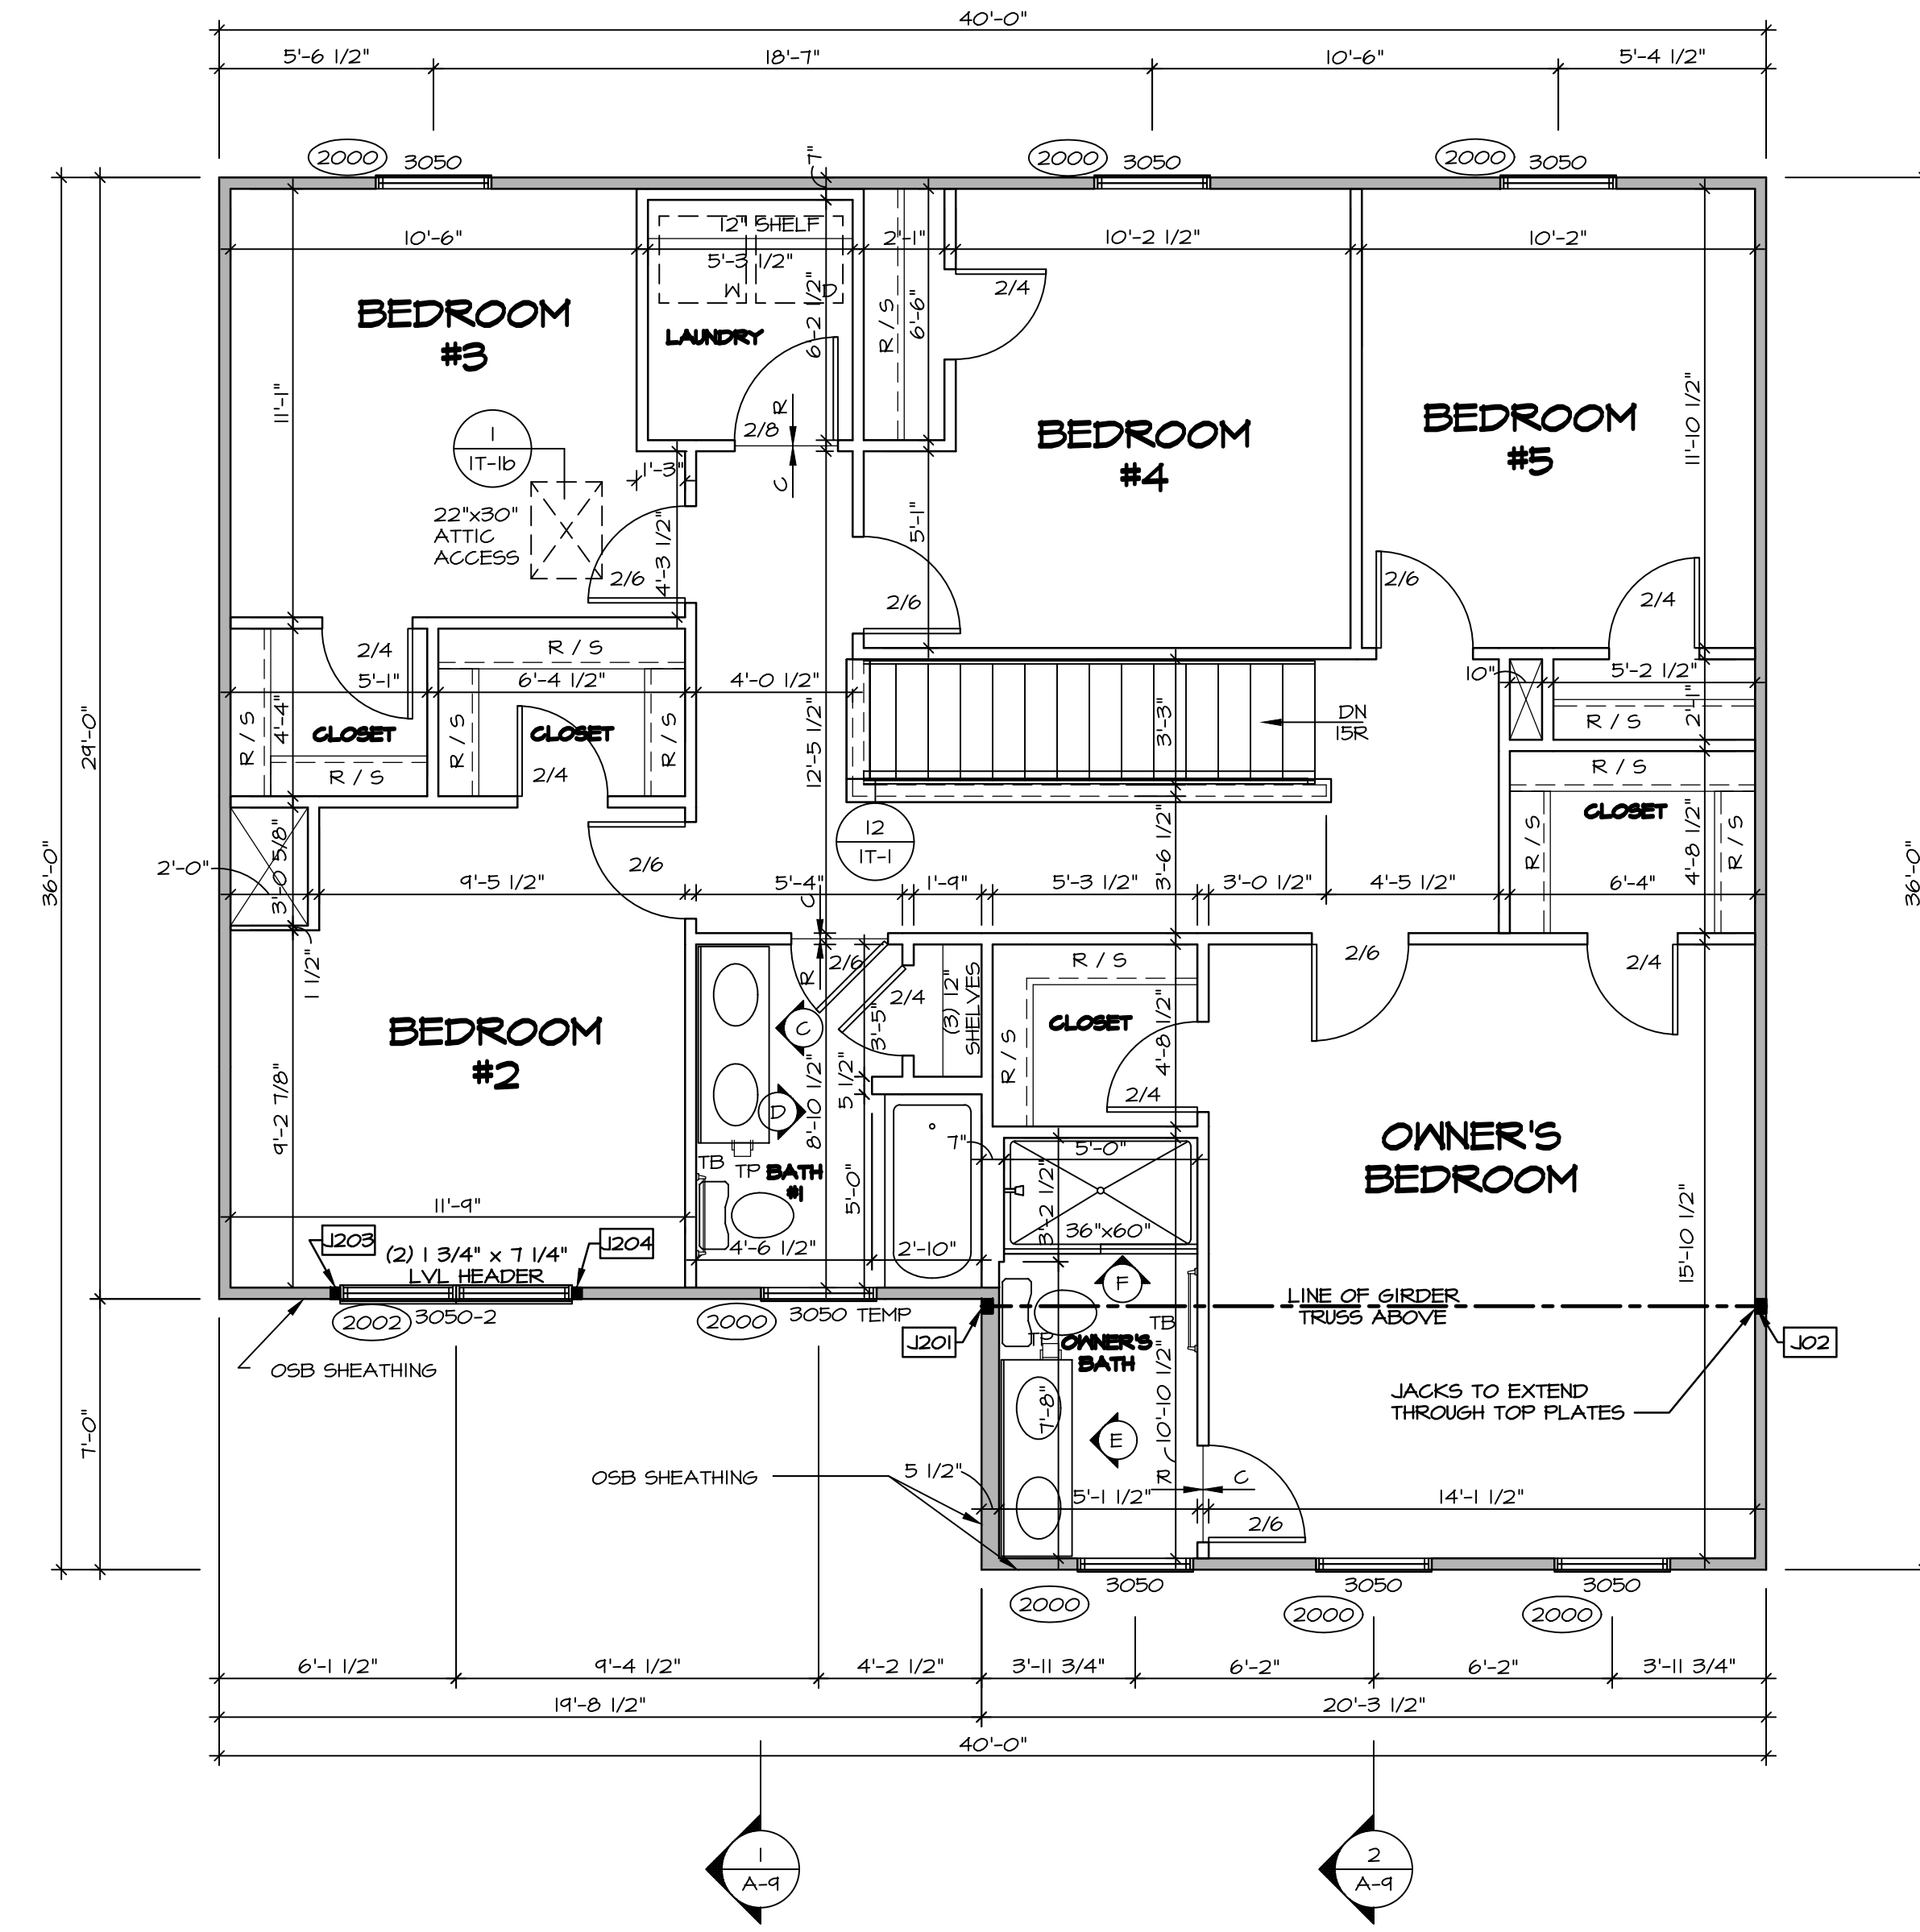 40'-0"
5'-6 1/2"
18'-7"
10'-6"
5'-4 1/2"
2000
3050
7"
2000
3050
2000
3050
10'-6"
12" SHELF
5'-3 1/2"
2'-1"
10'-2 1/2"
10'-2"
W
D
2/4
BEDROOM
#3
LAUNDRY
6'-2 1/2"
R / S
6'-6"
BEDROOM
#4
BEDROOM
#5
11'-1"
11'-10 1/2"
1
IT-1b
2/8
R
C
1'-3"
22"x30"
ATTIC
ACCESS
2/6
4'-3 1/2"
5'-1"
2/6
2/6
2/4
2/4
R / S
5'-1"
6'-4 1/2"
4'-0 1/2"
10"
5'-2 1/2"
R / S
4'-4"
CLOSET
R / S
R / S
CLOSET
2/4
R / S
12'-5 1/2"
3'-3"
DN
15R
R / S
2'-1"
R / S
CLOSET
R / S
R / S
4'-8 1/2"
29'-0"
36'-0"
36'-0"
2'-0"
3'-0 5/8"
1 1/2"
12
IT-1
3'-6 1/2"
2/6
9'-5 1/2"
5'-4"
1'-9"
5'-3 1/2"
3'-0 1/2"
4'-5 1/2"
6'-4"
C
R
2/6
2/4
(3) 12"
SHELVES
R / S
R / S
CLOSET
4'-8 1/2"
2/4
2/6
2/4
BEDROOM
#2
9'-2 7/8"
C
D
3'-5"
5 1/2"
8'-10 1/2"
5'-0"
TB
TP
BATH
#1
7"
5'-0"
3'-2 1/2"
36"x60"
OWNER'S
BEDROOM
15'-10 1/2"
11'-9"
4'-6 1/2"
2'-10"
J203
(2) 1 3/4" x 7 1/4"
LVL HEADER
J204
2002
3050-2
2000
3050 TEMP
OSB SHEATHING
F
LINE OF GIRDER
TRUSS ABOVE
J201
TP
TB
OWNER'S
BATH
J02
JACKS TO EXTEND
THROUGH TOP PLATES
7'-0"
7'-8"
10'-10 1/2"
E
OSB SHEATHING
5 1/2"
R
C
5'-1 1/2"
14'-1 1/2"
2/6
3050
3050
3050
2000
2000
2000
6'-1 1/2"
9'-4 1/2"
4'-2 1/2"
3'-11 3/4"
6'-2"
6'-2"
3'-11 3/4"
19'-8 1/2"
20'-3 1/2"
40'-0"
1
A-9
2
A-9